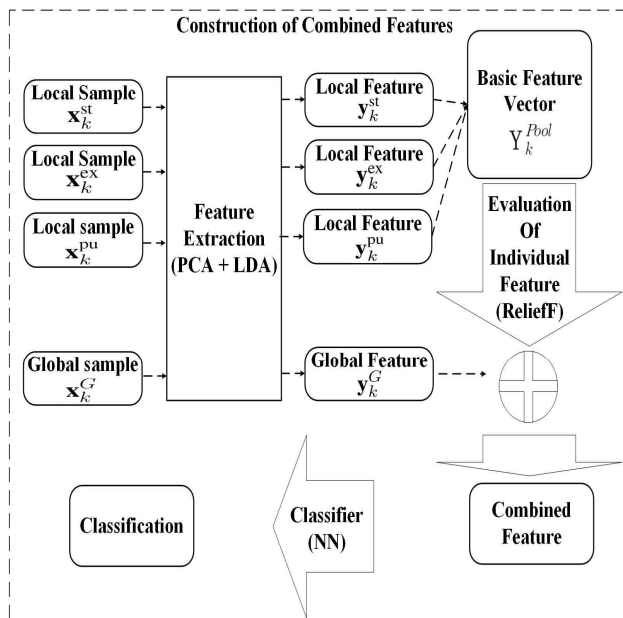 Construction of Combined Features
Local Sample
x_k^st
Local Sample
x_k^ex
Local sample
x_k^pu
Global sample
x_k^G
Feature
Extraction
(PCA + LDA)
Local Feature
y_k^st
Local Feature
y_k^ex
Local Feature
y_k^pu
Global Feature
y_k^G
Basic Feature
Vector
Y_k^Pool
Evaluation
Of
Individual
Feature
(ReliefF)
Combined
Feature
Classifier
(NN)
Classification